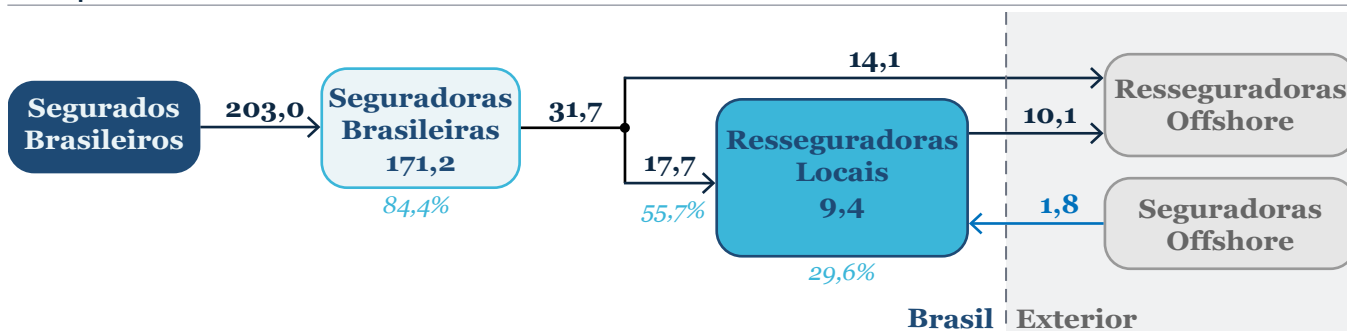 Segurados
Brasileiros
203,0
Seguradoras
Brasileiras
171,2
84,4%
31,7
14,1
17,7
55,7%
Resseguradoras
Locais
9,4
29,6%
10,1
1,8
Resseguradoras
Offshore
Seguradoras
Offshore
Brasil
Exterior